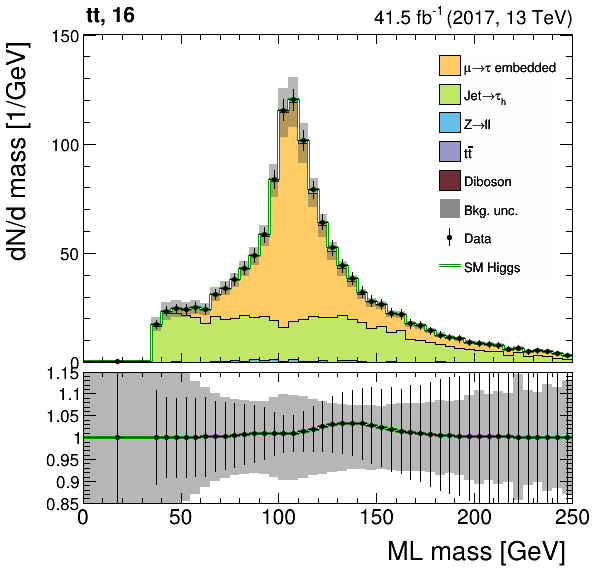 tt, 16
41.5 fb⁻¹ (2017, 13 TeV)
dN/d mass [1/GeV]
150
100
50
0
μ→τ embedded
Jet→τₕ
Z→ll
tt̅
Diboson
Bkg. unc.
Data
SM Higgs
1.15
1.1
1.05
1
0.95
0.9
0.85
0 50 100 150 200 250
ML mass [GeV]